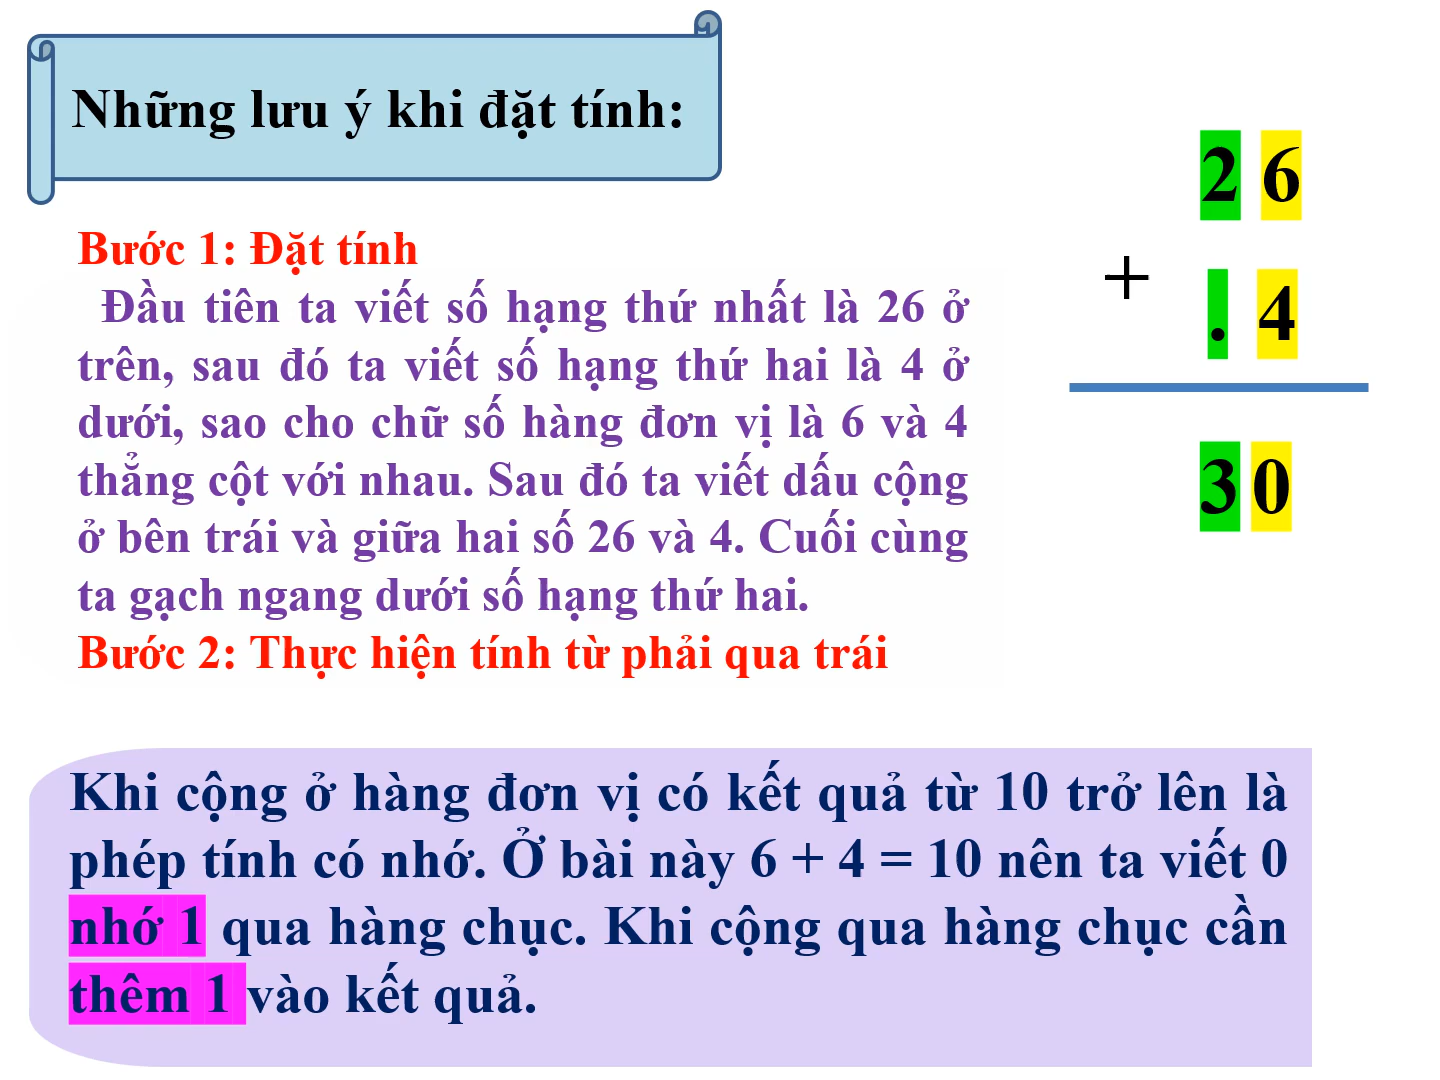 Những lưu ý khi đặt tính:
Bước 1: Đặt tính
Đầu tiên ta viết số hạng thứ nhất là 26 ở
trên, sau đó ta viết số hạng thứ hai là 4 ở
dưới, sao cho chữ số hàng đơn vị là 6 và 4
thẳng cột với nhau. Sau đó ta viết dấu cộng
ở bên trái và giữa hai số 26 và 4. Cuối cùng
ta gạch ngang dưới số hạng thứ hai.
Bước 2: Thực hiện tính từ phải qua trái
2 6
+
. 4
3 0
Khi cộng ở hàng đơn vị có kết quả từ 10 trở lên là
phép tính có nhớ. Ở bài này 6 + 4 = 10 nên ta viết 0
nhớ 1 qua hàng chục. Khi cộng qua hàng chục cần
thêm 1 vào kết quả.